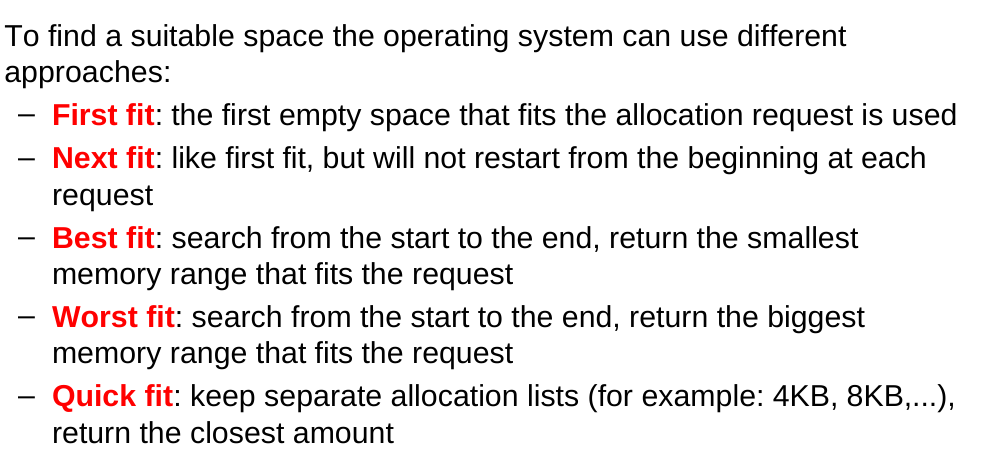 To find a suitable space the operating system can use different
approaches:
– First fit: the first empty space that fits the allocation request is used
– Next fit: like first fit, but will not restart from the beginning at each
request
– Best fit: search from the start to the end, return the smallest
memory range that fits the request
– Worst fit: search from the start to the end, return the biggest
memory range that fits the request
– Quick fit: keep separate allocation lists (for example: 4KB, 8KB,...),
return the closest amount